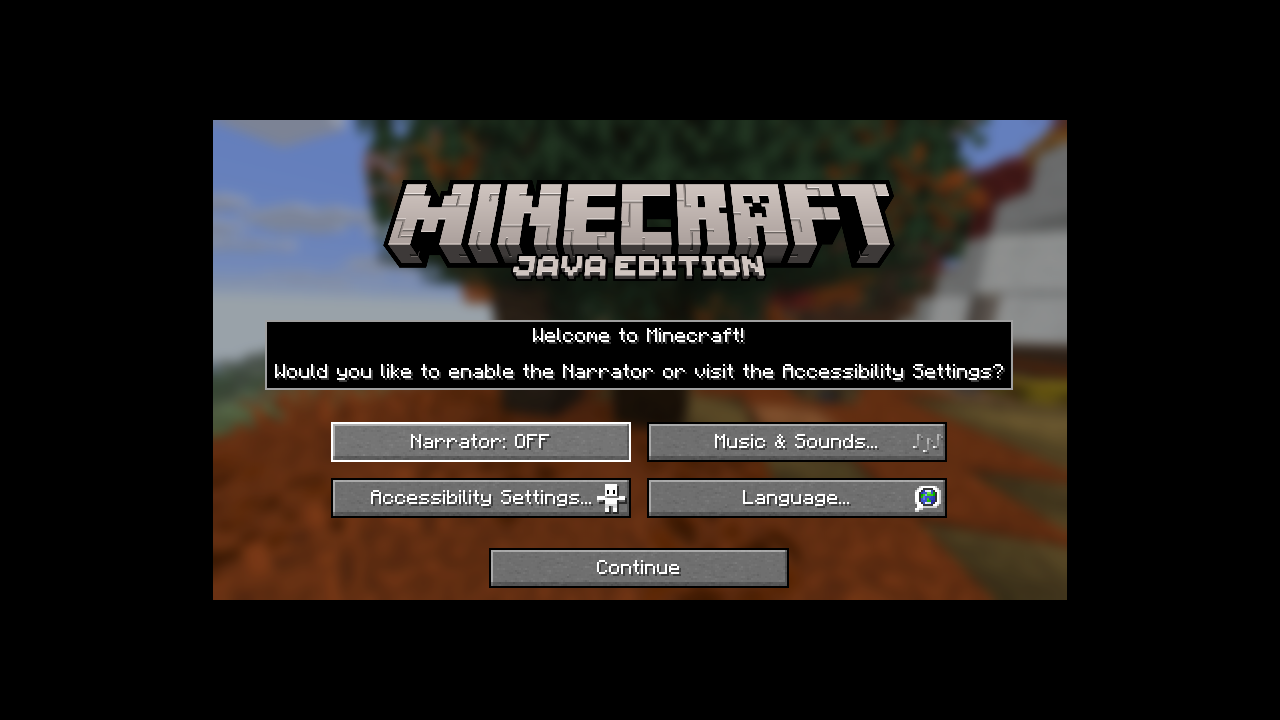 MINECRAFT
JAVA EDITION
Welcome to Minecraft!
Would you like to enable the Narrator or visit the Accessibility Settings?
Narrator: OFF
Music & Sounds...
Accessibility Settings...
Language...
Continue